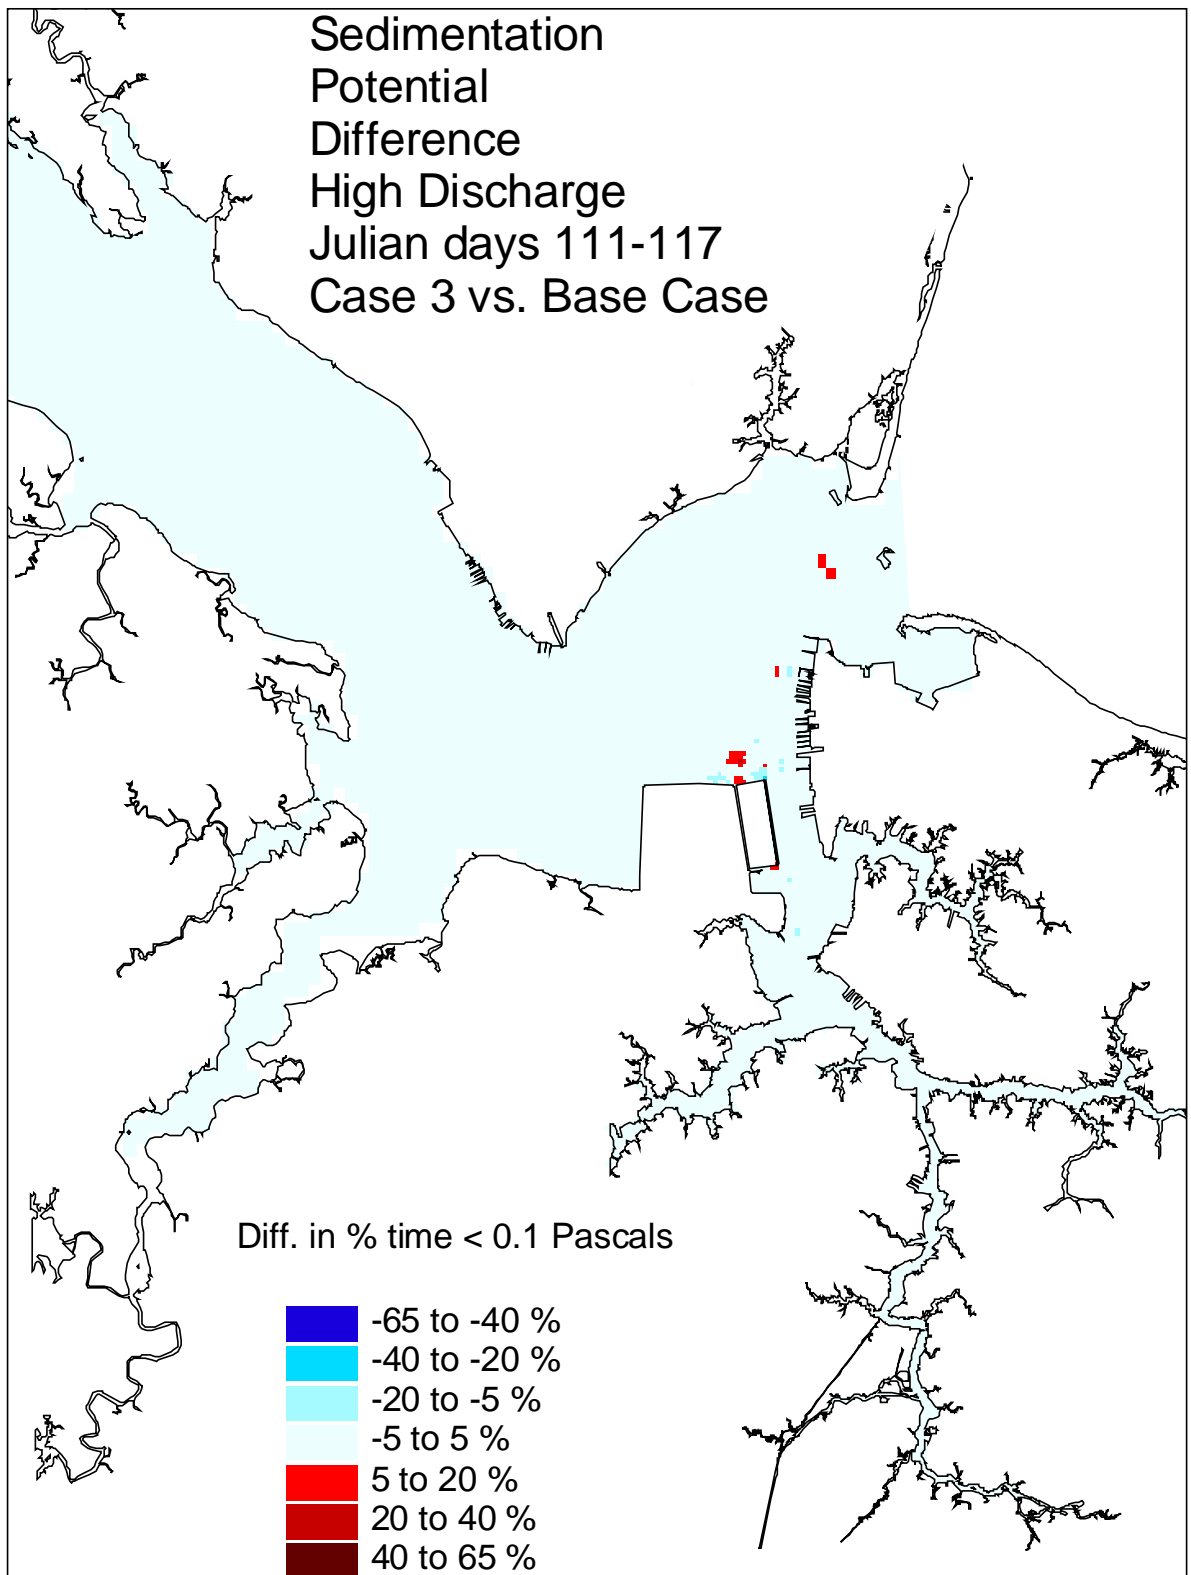 Sedimentation
Potential
Difference
High Discharge
Julian days 111-117
Case 3 vs. Base Case
Diff. in % time < 0.1 Pascals
-65 to -40 %
-40 to -20 %
-20 to -5 %
-5 to 5 %
5 to 20 %
20 to 40 %
40 to 65 %